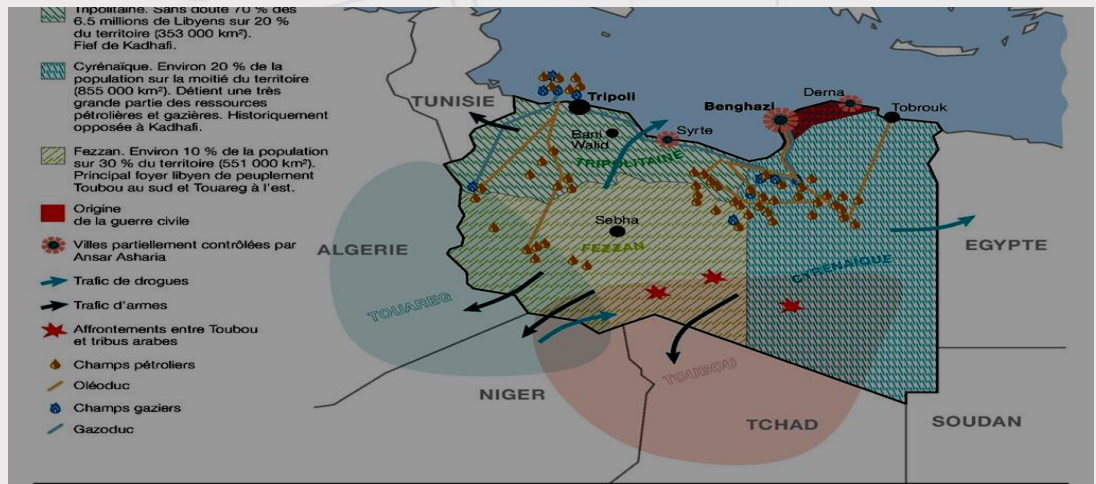 Tripolitaine. Sans doute 70 % des
6.5 millions de Libyens sur 20 %
du territoire (353 000 km²).
Fief de Kadhafi.
Cyrénaïque. Environ 20 % de la
population sur la moitié du territoire
(855 000 km²). Détient une très
grande partie des ressources
pétrolières et gazières. Historiquement
opposée à Kadhafi.
Fezzan. Environ 10 % de la population
sur 30 % du territoire (551 000 km²).
Principal foyer libyen de peuplement
Toubou au sud et Touareg à l'est.
Origine
de la guerre civile
Villes partiellement contrôlées par
Ansar Asharia
Trafic de drogues
Trafic d'armes
Affrontements entre Toubou
et tribus arabes
Champs pétroliers
Oléoduc
Champs gaziers
Gazoduc
TUNISIE
Tripoli
Bani
Walid
Syrte
Benghazi
Derna
Tobrouk
TRIPOLITAINE
ALGERIE
Sebha
FEZZAN
CYRÉNAÏQUE
EGYPTE
TOUAREG
TOUBOU
NIGER
TCHAD
SOUDAN